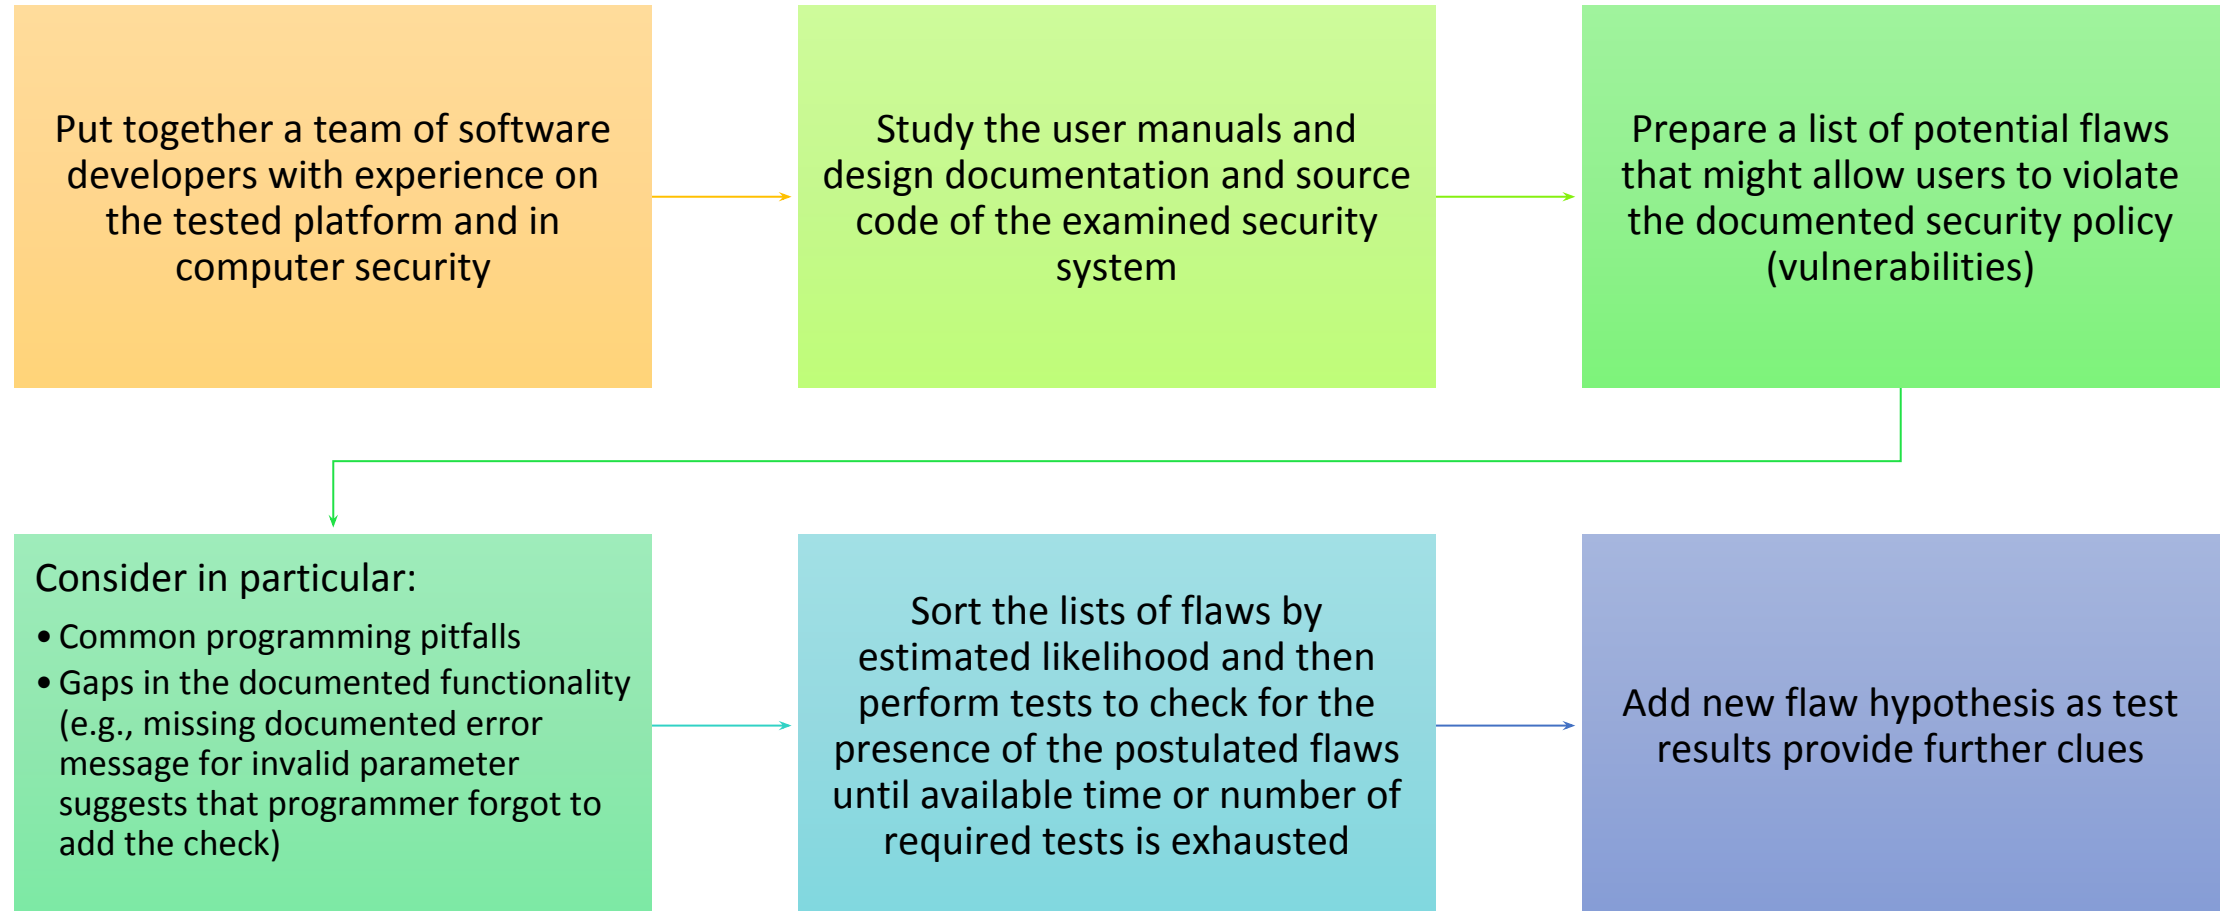 Put together a team of software
developers with experience on
the tested platform and in
computer security
Study the user manuals and
design documentation and source
code of the examined security
system
Prepare a list of potential flaws
that might allow users to violate
the documented security policy
(vulnerabilities)
Consider in particular:
• Common programming pitfalls
• Gaps in the documented functionality
(e.g., missing documented error
message for invalid parameter
suggests that programmer forgot to
add the check)
Sort the lists of flaws by
estimated likelihood and then
perform tests to check for the
presence of the postulated flaws
until available time or number of
required tests is exhausted
Add new flaw hypothesis as test
results provide further clues